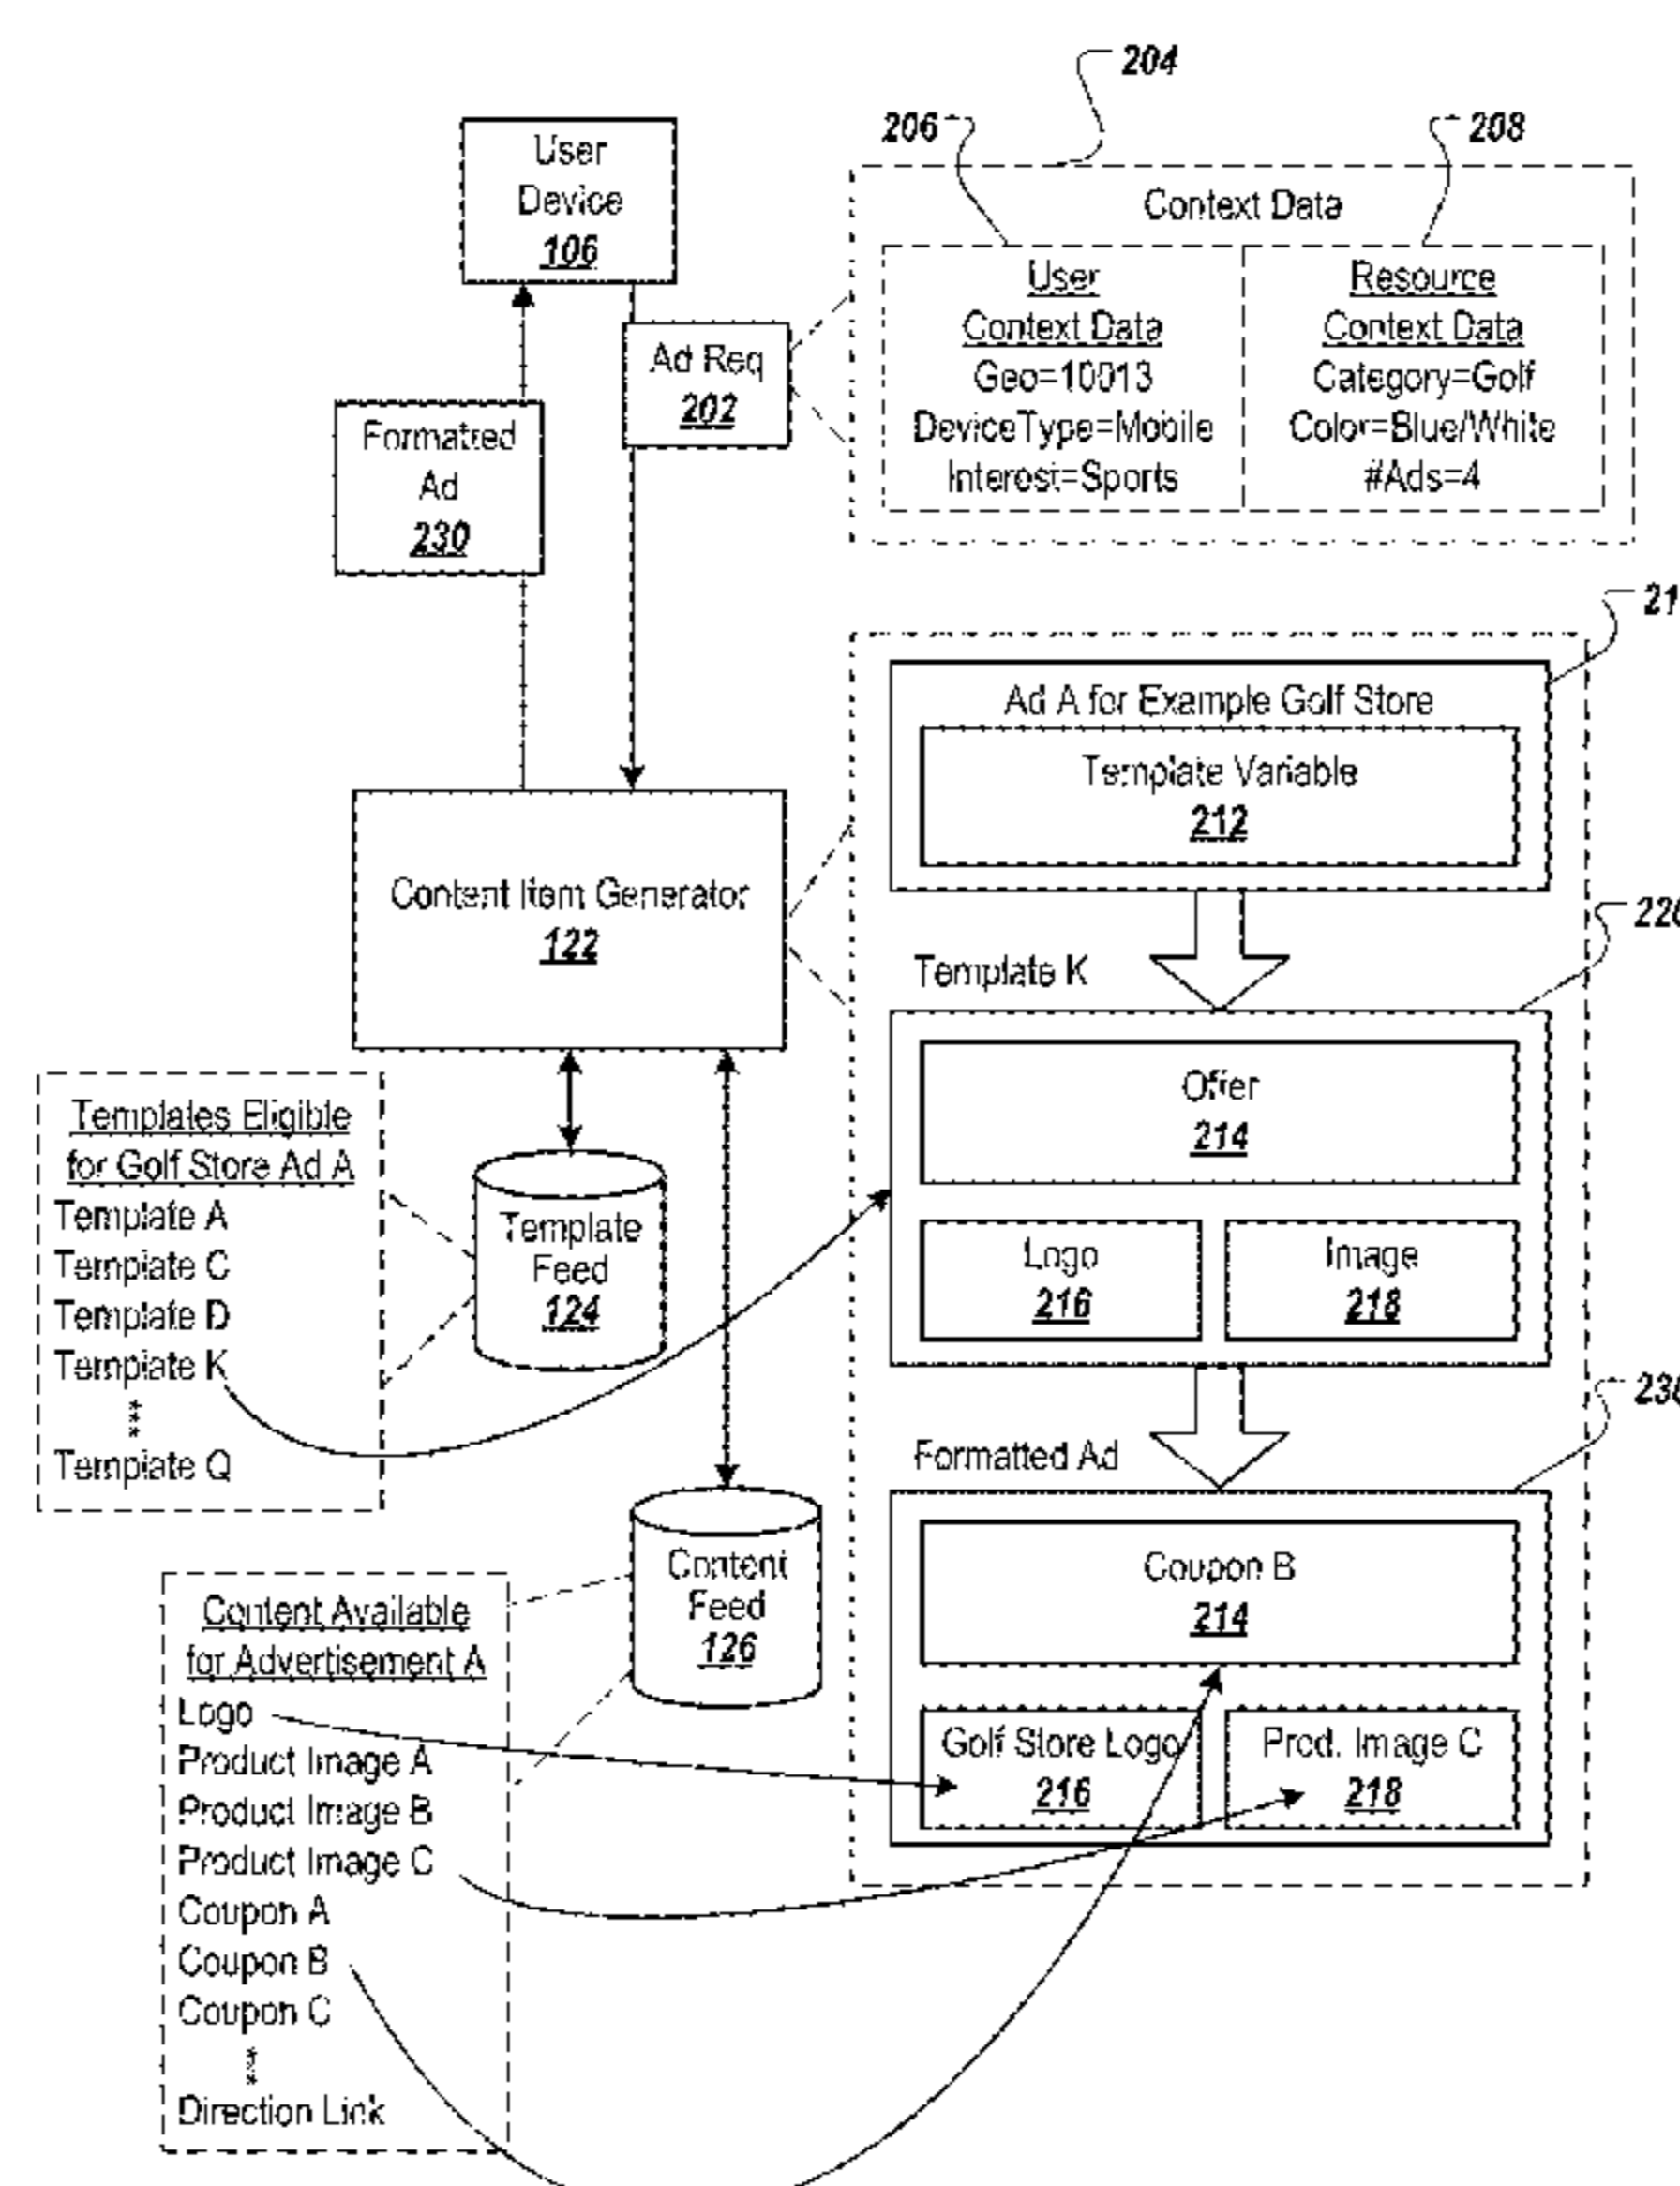 204
206
208
User
Device
106
Context Data
User
Context Data
Geo=10013
DeviceType=Mobile
Interest=Sports
Resource
Context Data
Category=Golf
Color=Blue/White
#Ads=4
Ad Req
202
Formatted
Ad
230
21
Ad A for Example Golf Store
Template Variable
212
Content Item Generator
122
220
Template K
Offer
214
Logo
216
Image
218
Templates Eligible
for Golf Store Ad A
Template A
Template C
Template D
Template K
***
Template Q
Template
Feed
124
230
Formatted Ad
Coupon B
214
Golf Store Logo
216
Prod. Image C
218
Content
Feed
126
Content Available
for Advertisement A
Logo
Product Image A
Product Image B
Product Image C
Coupon A
Coupon B
Coupon C
***
Direction Link